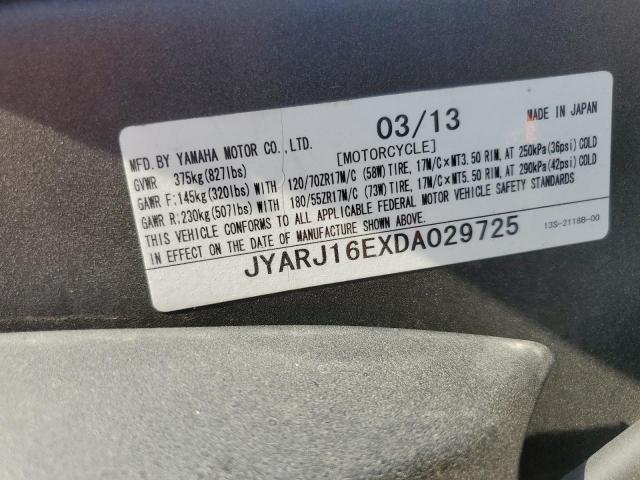 03/13 MADE IN JAPAN
MFD.BY YAMAHA MOTOR CO., LTD. [MOTORCYCLE]
GVWR 375kg(827lbs)
GAWR F:145kg(320lbs) WITH 120/70ZR17M/C (58W) TIRE, 17M/C×MT3.50 RIM, AT 250kPa(36psi) COLD
GAWR R:230kg(507lbs) WITH 180/55ZR17M/C (73W) TIRE, 17M/C×MT5.50 RIM, AT 290kPa(42psi) COLD
THIS VEHICLE CONFORMS TO ALL APPLICABLE FEDERAL MOTOR VEHICLE SAFETY STANDARDS
IN EFFECT ON THE DATE OF MANUFACTURE SHOWN ABOVE. 13S-2118B-00
JYARJ16EXDA029725